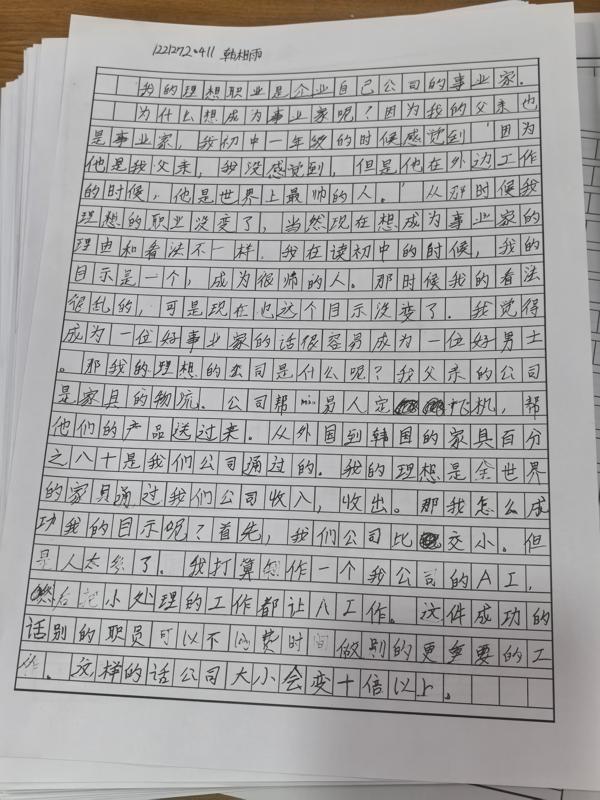 1221272.0411 韩相雨
我的理想职业是企业自己公司的事业家.
为什么想成为事业家呢?因为我的父亲也
是事业家,我初中一年级的时候感觉到'因为
他是我父亲,我没感觉到,但是他在外边工作
的时候,他是世界上最帅的人.'从那时候我
理想的职业没变了,当然现在想成为事业家的
理由和看法不一样.我在读初中的时候,我的
目示是一个,成为很帅的人.那时候我的看法
很乱的,可是现在也这个目示没变了.我觉得
成为一位好事业家的话很容易成为一位好男士
。那我的理想的公司是什么呢?我父亲的公司
是家具的物流.公司帮min易人定飞机,帮
他们的产品送过来.从外国到韩国的家具百分
之八十是我们公司通过的.我的理想是全世界
的家具通过我们公司收入,收出。那我怎么成
功我的目示呢?首先,我们公司比交小。但
是人太多了。我打算作一个我公司的AI,
然后把小处理的工作都让AI工作。这件成功的
话别的职员可以不浪费时间做别的更重要的工
作.这样的话公司大小会变十倍以上.